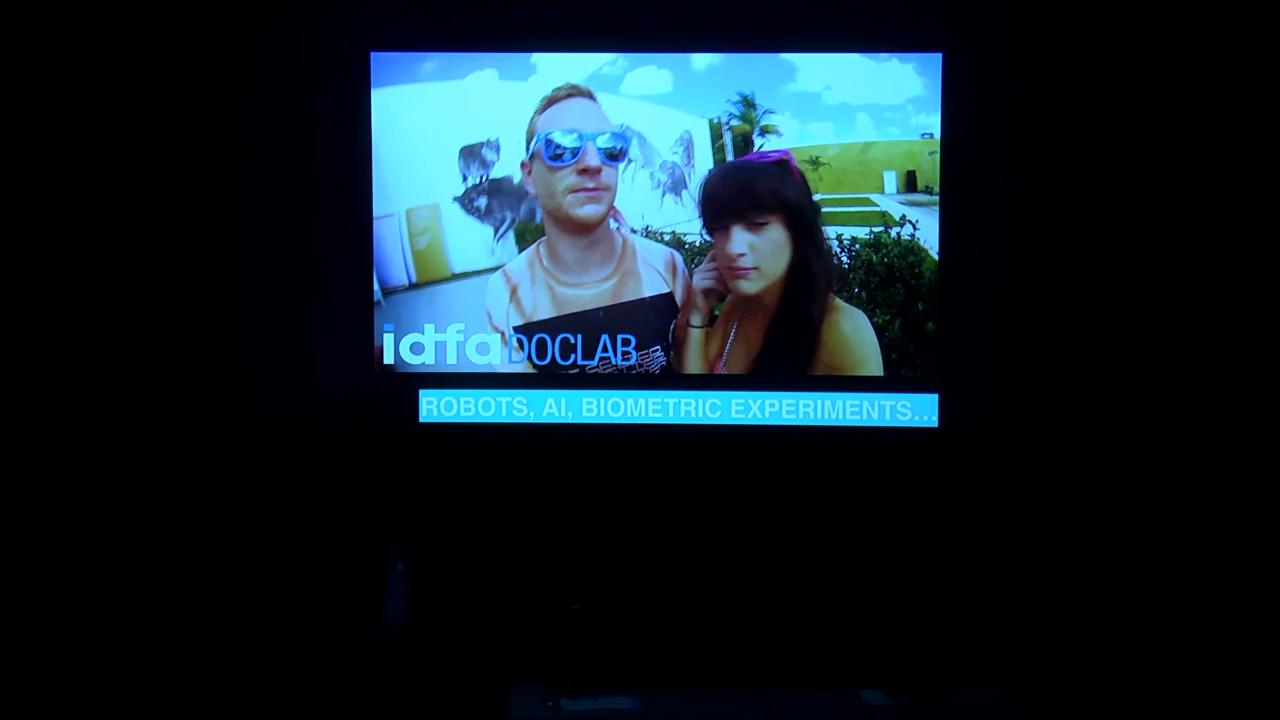 idfa DOCLAB
ROBOTS, AI, BIOMETRIC EXPERIMENTS...